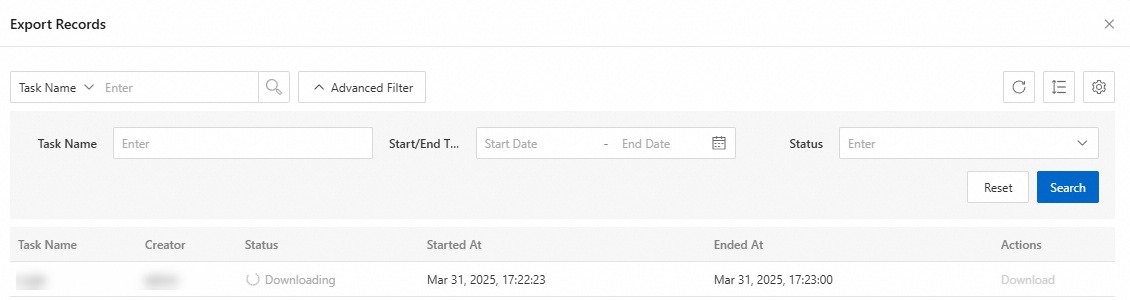 Export Records
Task Name Enter Advanced Filter
Task Name Enter Start/End T... Start Date - End Date Status Enter
Reset Search
Task Name Creator Status Started At Ended At Actions
Downloading Mar 31, 2025, 17:22:23 Mar 31, 2025, 17:23:00 Download